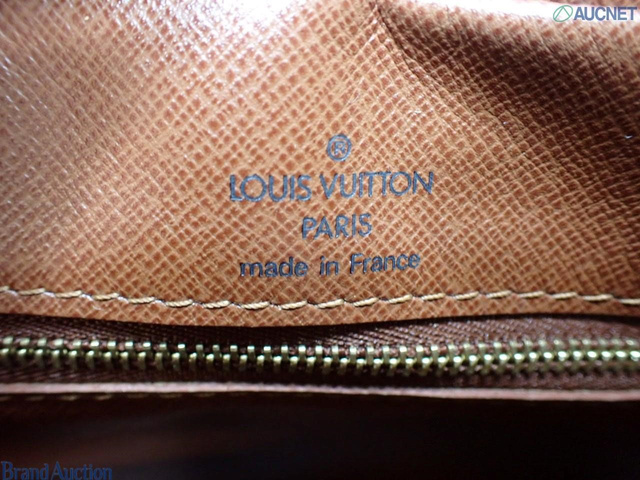 AUCNET
®
LOUIS VUITTON
PARIS
made in France
Brand Auction